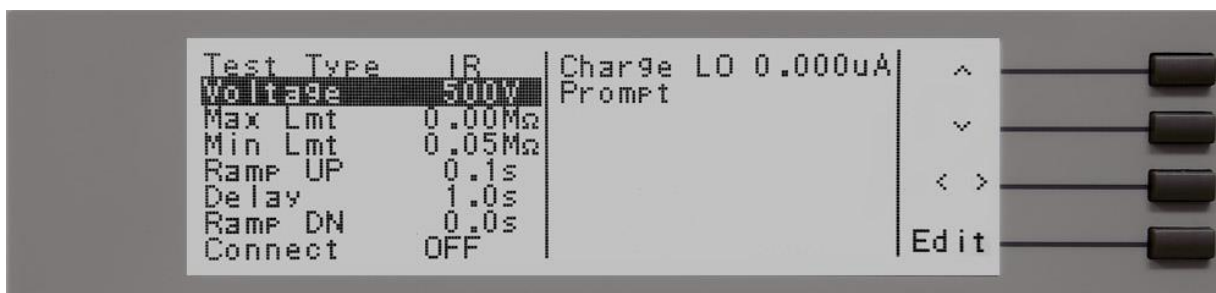 Test Type IR
Voltage 500V
Max Lmt 0.00MΩ
Min Lmt 0.05MΩ
Ramp UP 0.1s
Delay 1.0s
Ramp DN 0.0s
Connect OFF
Charge LO 0.000uA
Prompt
^
v
< >
Edit